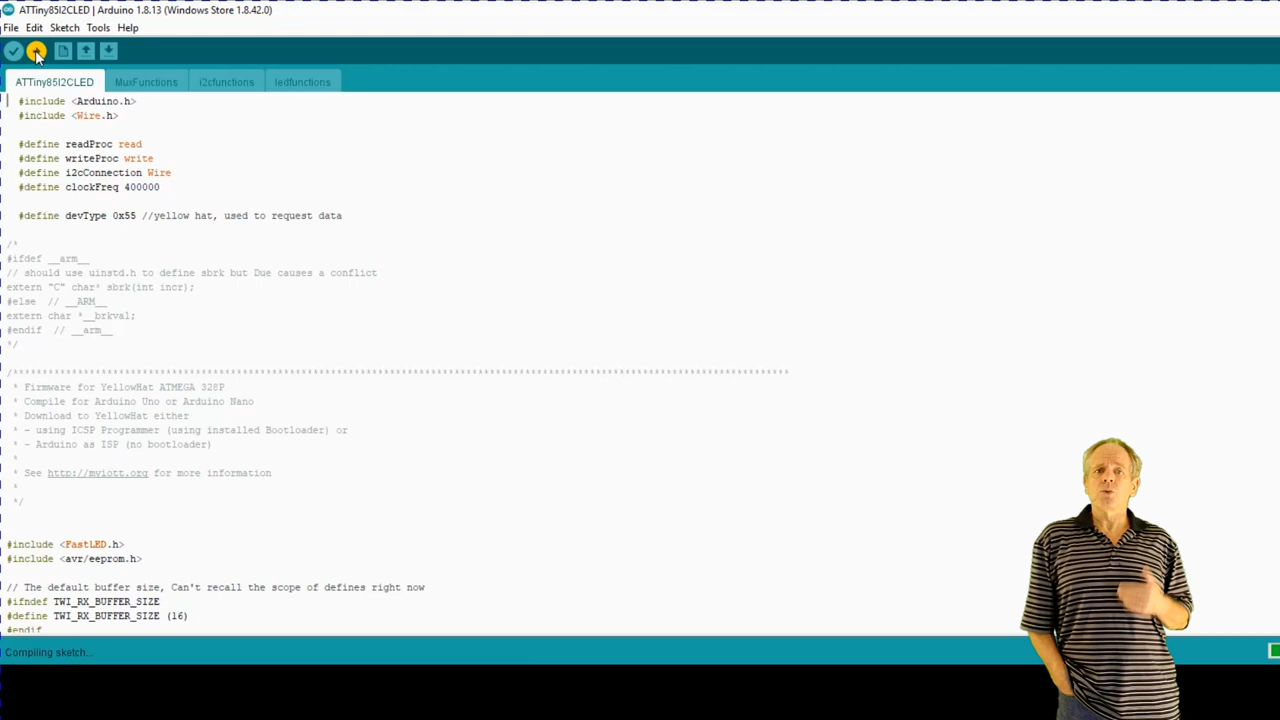 ATTiny85I2CLED | Arduino 1.8.13 (Windows Store 1.8.42.0)
File Edit Sketch Tools Help
ATTiny85I2CLED MuxFunctions i2cfunctions ledfunctions
#include <Arduino.h>
#include <Wire.h>
#define readProc read
#define writeProc write
#define i2cConnection Wire
#define clockFreq 400000
#define devType 0x55 //yellow hat, used to request data
/*
#ifdef __arm__
// should use uinstd.h to define sbrk but Due causes a conflict
extern "C" char* sbrk(int incr);
#else // __ARM__
extern char *__brkval;
#endif // __arm__
*/
/************************************************************************************************************************************
* Firmware for YellowHat ATMEGA 328P
* Compile for Arduino Uno or Arduino Nano
* Download to YellowHat either
* - using ICSP Programmer (using installed Bootloader) or
* - Arduino as ISP (no bootloader)
*
* See http://myiott.org for more information
*
*/
#include <FastLED.h>
#include <avr/eeprom.h>
// The default buffer size, Can't recall the scope of defines right now
#ifndef TWI_RX_BUFFER_SIZE
#define TWI_RX_BUFFER_SIZE (16)
#endif
Compiling sketch...